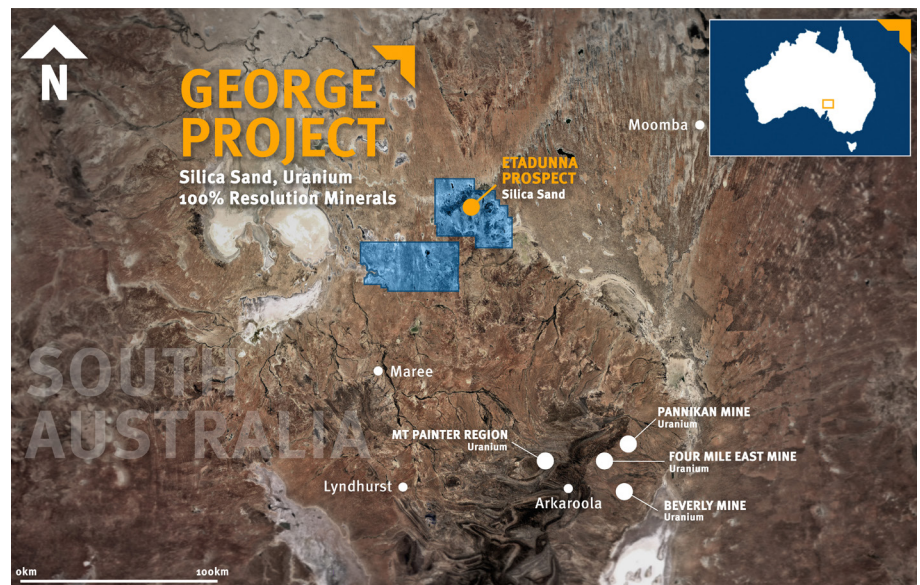 N
GEORGE
PROJECT
Silica Sand, Uranium
100% Resolution Minerals
Moomba
ETADUNNA
PROSPECT
Silica Sand
SOUTH
AUSTRALIA
Maree
PANNIKAN MINE
Uranium
MT PAINTER REGION
Uranium
FOUR MILE EAST MINE
Uranium
Lyndhurst
Arkaroola
BEVERLY MINE
Uranium
0km
100km